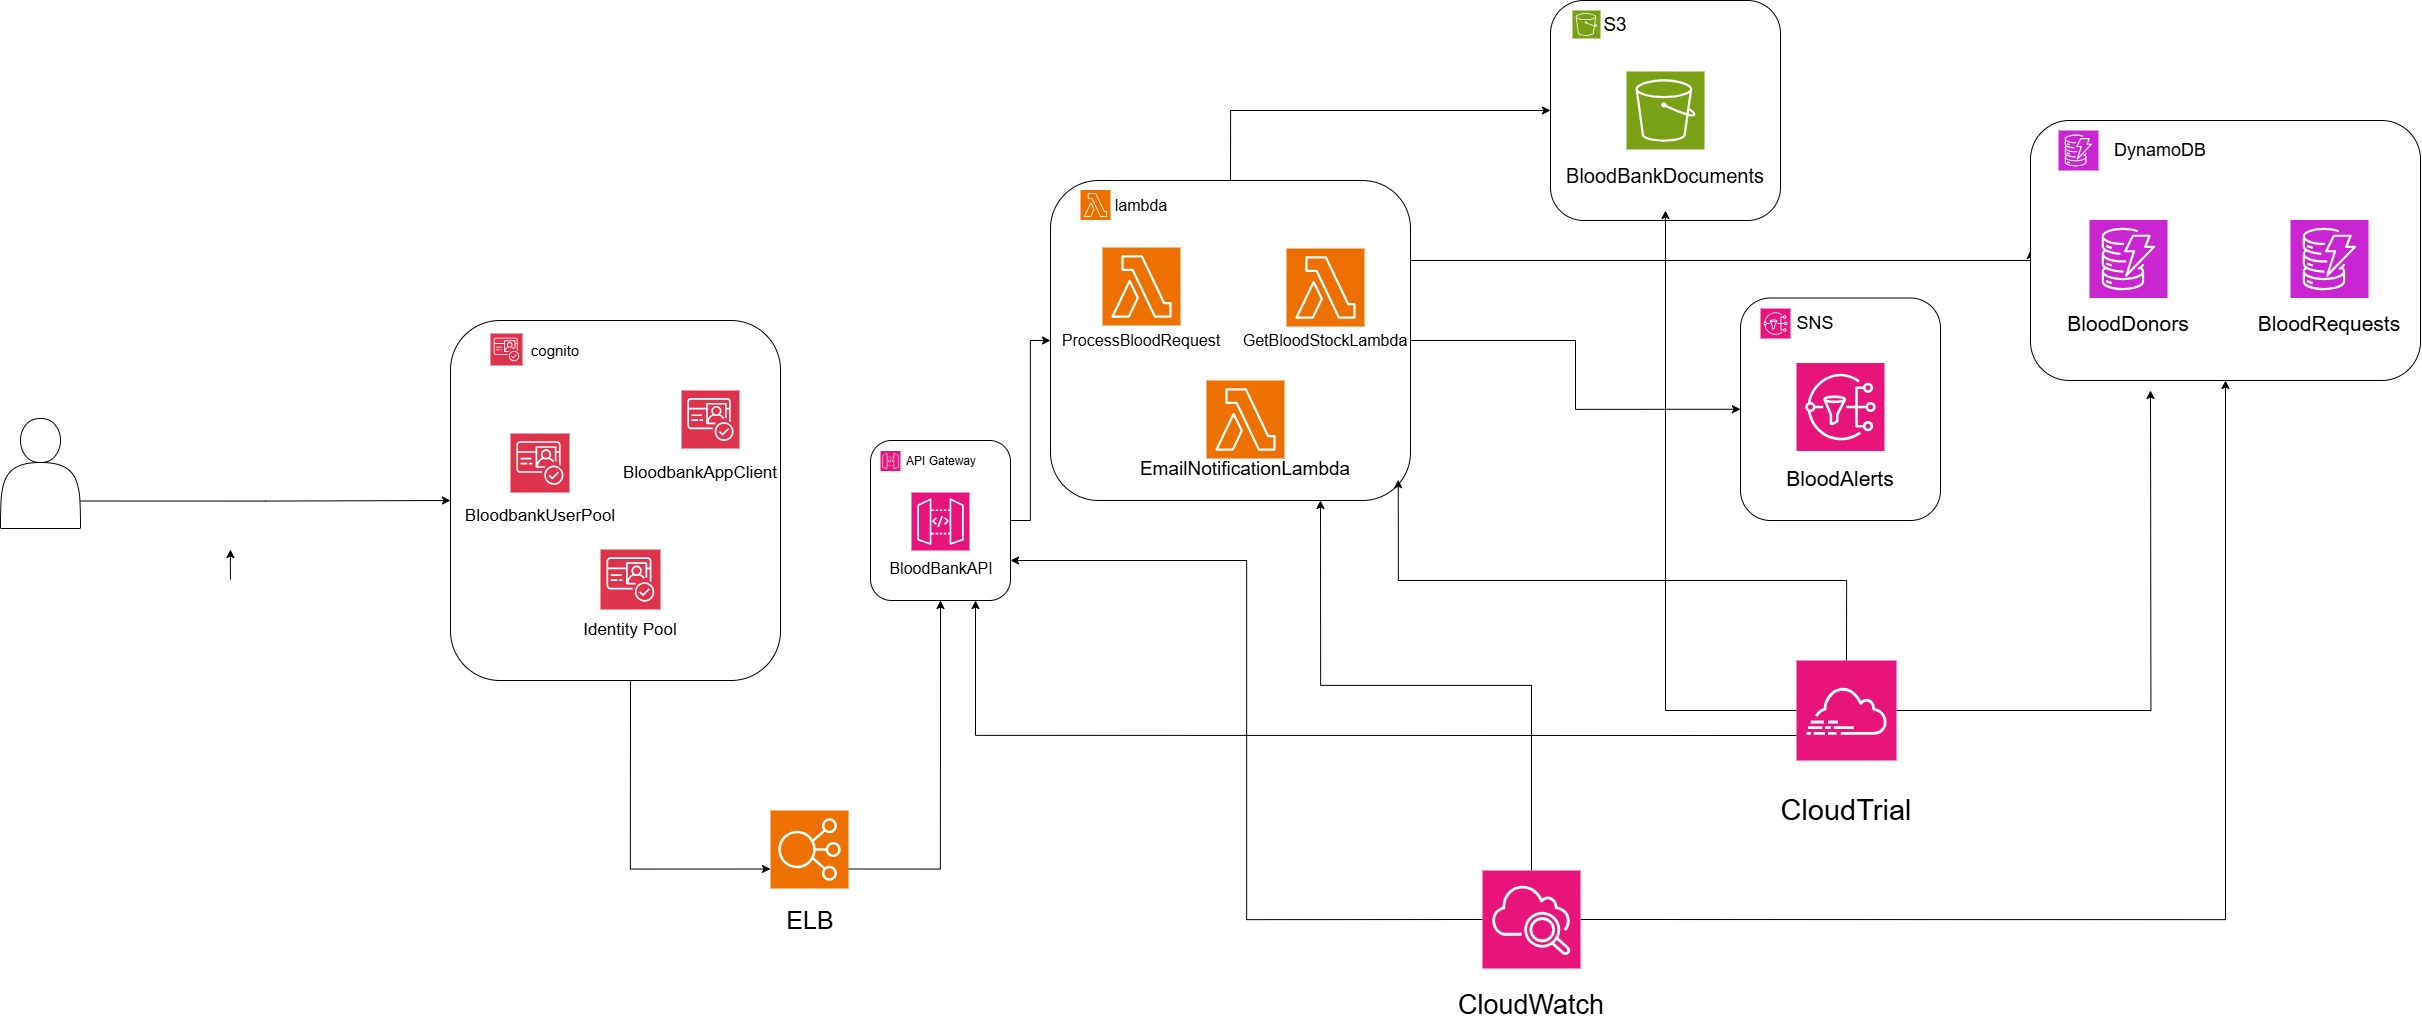 S3
BloodBankDocuments
DynamoDB
BloodDonors
BloodRequests
lambda
ProcessBloodRequest
GetBloodStockLambda
EmailNotificationLambda
SNS
BloodAlerts
cognito
BloodbankAppClient
BloodbankUserPool
Identity Pool
API Gateway
BloodBankAPI
CloudTrial
ELB
CloudWatch